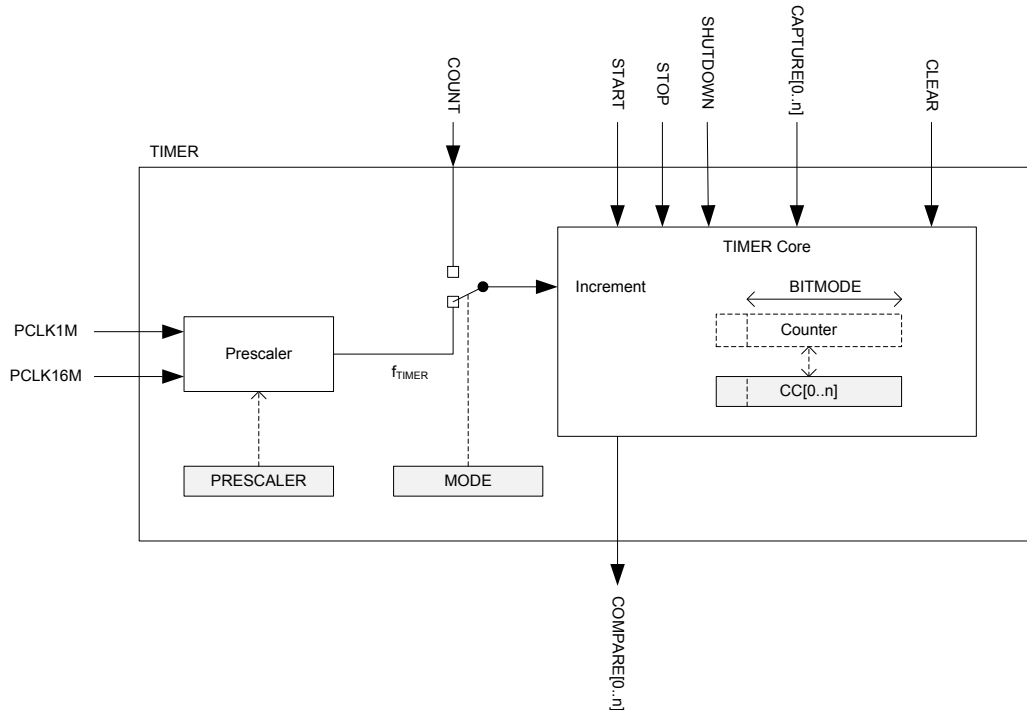 COUNT
START
STOP
SHUTDOWN
CAPTURE[0..n]
CLEAR
TIMER
TIMER Core
Increment
BITMODE
Counter
CC[0..n]
PCLK1M
PCLK16M
Prescaler
fTIMER
PRESCALER
MODE
COMPARE[0..n]